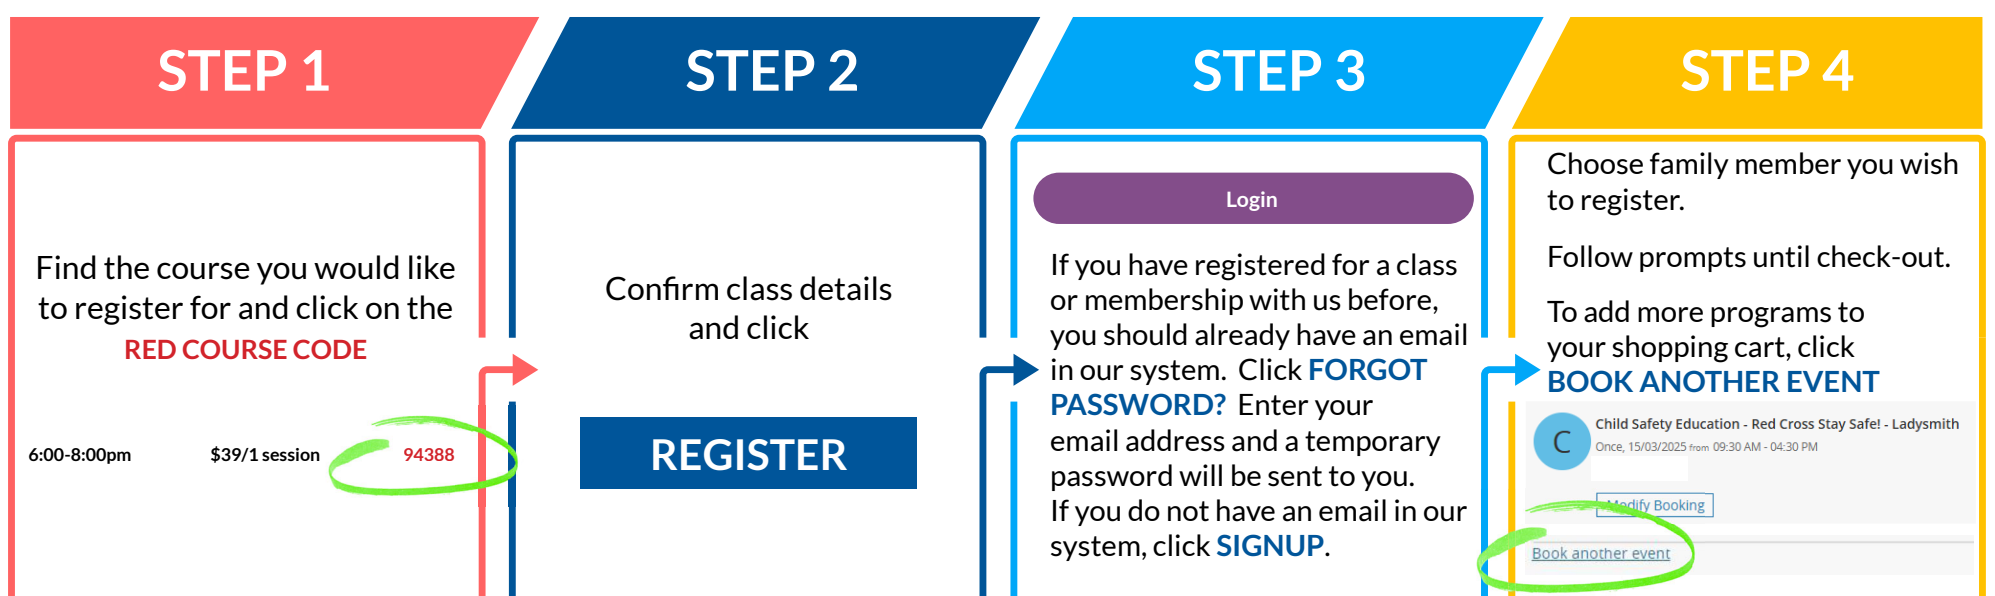 STEP 1
Find the course you would like
to register for and click on the
RED COURSE CODE
6:00-8:00pm $39/1 session 94388
STEP 2
Confirm class details
and click
REGISTER
STEP 3
Login
If you have registered for a class
or membership with us before,
you should already have an email
in our system. Click FORGOT
PASSWORD? Enter your
email address and a temporary
password will be sent to you.
If you do not have an email in our
system, click SIGNUP.
STEP 4
Choose family member you wish
to register.
Follow prompts until check-out.
To add more programs to
your shopping cart, click
BOOK ANOTHER EVENT
C
Child Safety Education - Red Cross Stay Safe! - Ladysmith
Once, 15/03/2025 from 09:30 AM - 04:30 PM
Modify Booking
Book another event